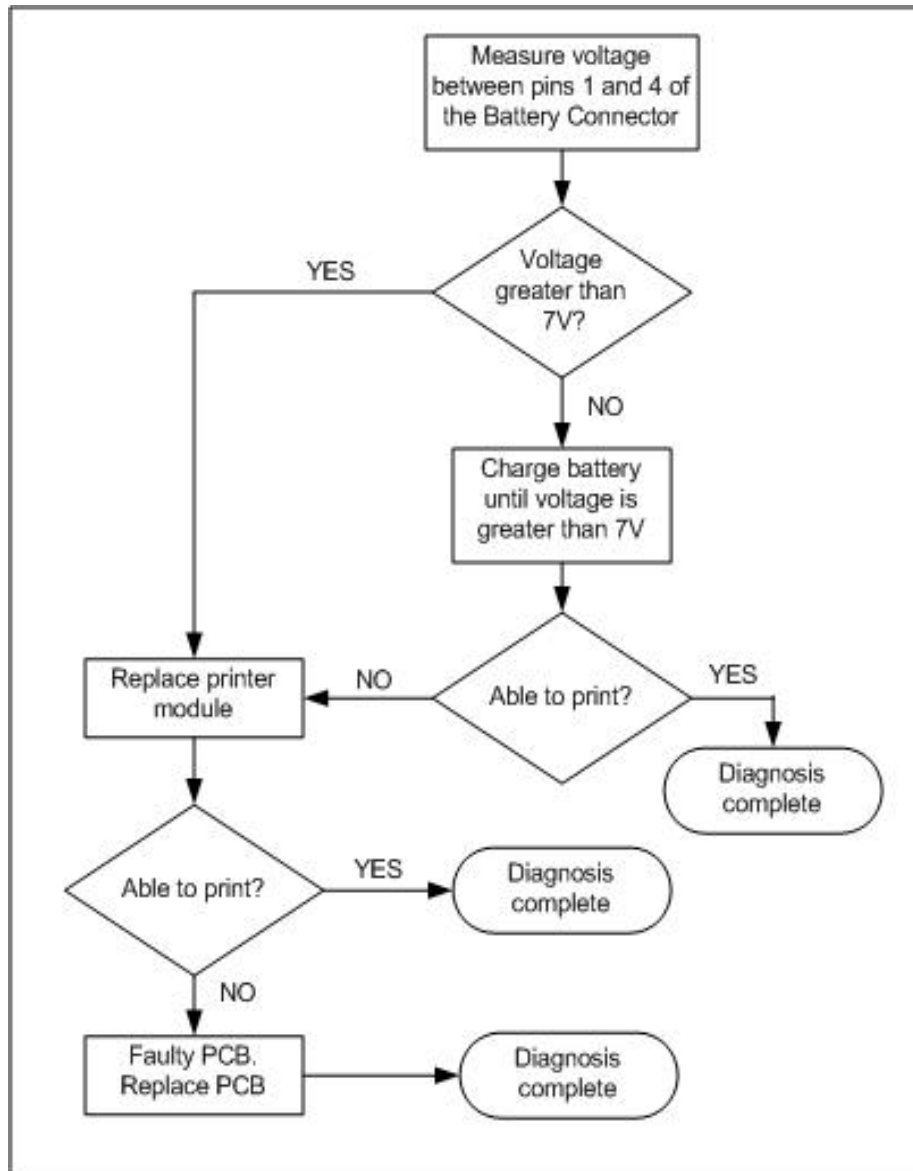 Measure voltage
between pins 1 and 4 of
the Battery Connector
YES
Voltage
greater than
7V?
NO
Charge battery
until voltage is
greater than 7V
Replace printer
module
NO
Able to print?
YES
Diagnosis
complete
Able to print?
YES
Diagnosis
complete
NO
Faulty PCB.
Replace PCB
Diagnosis
complete